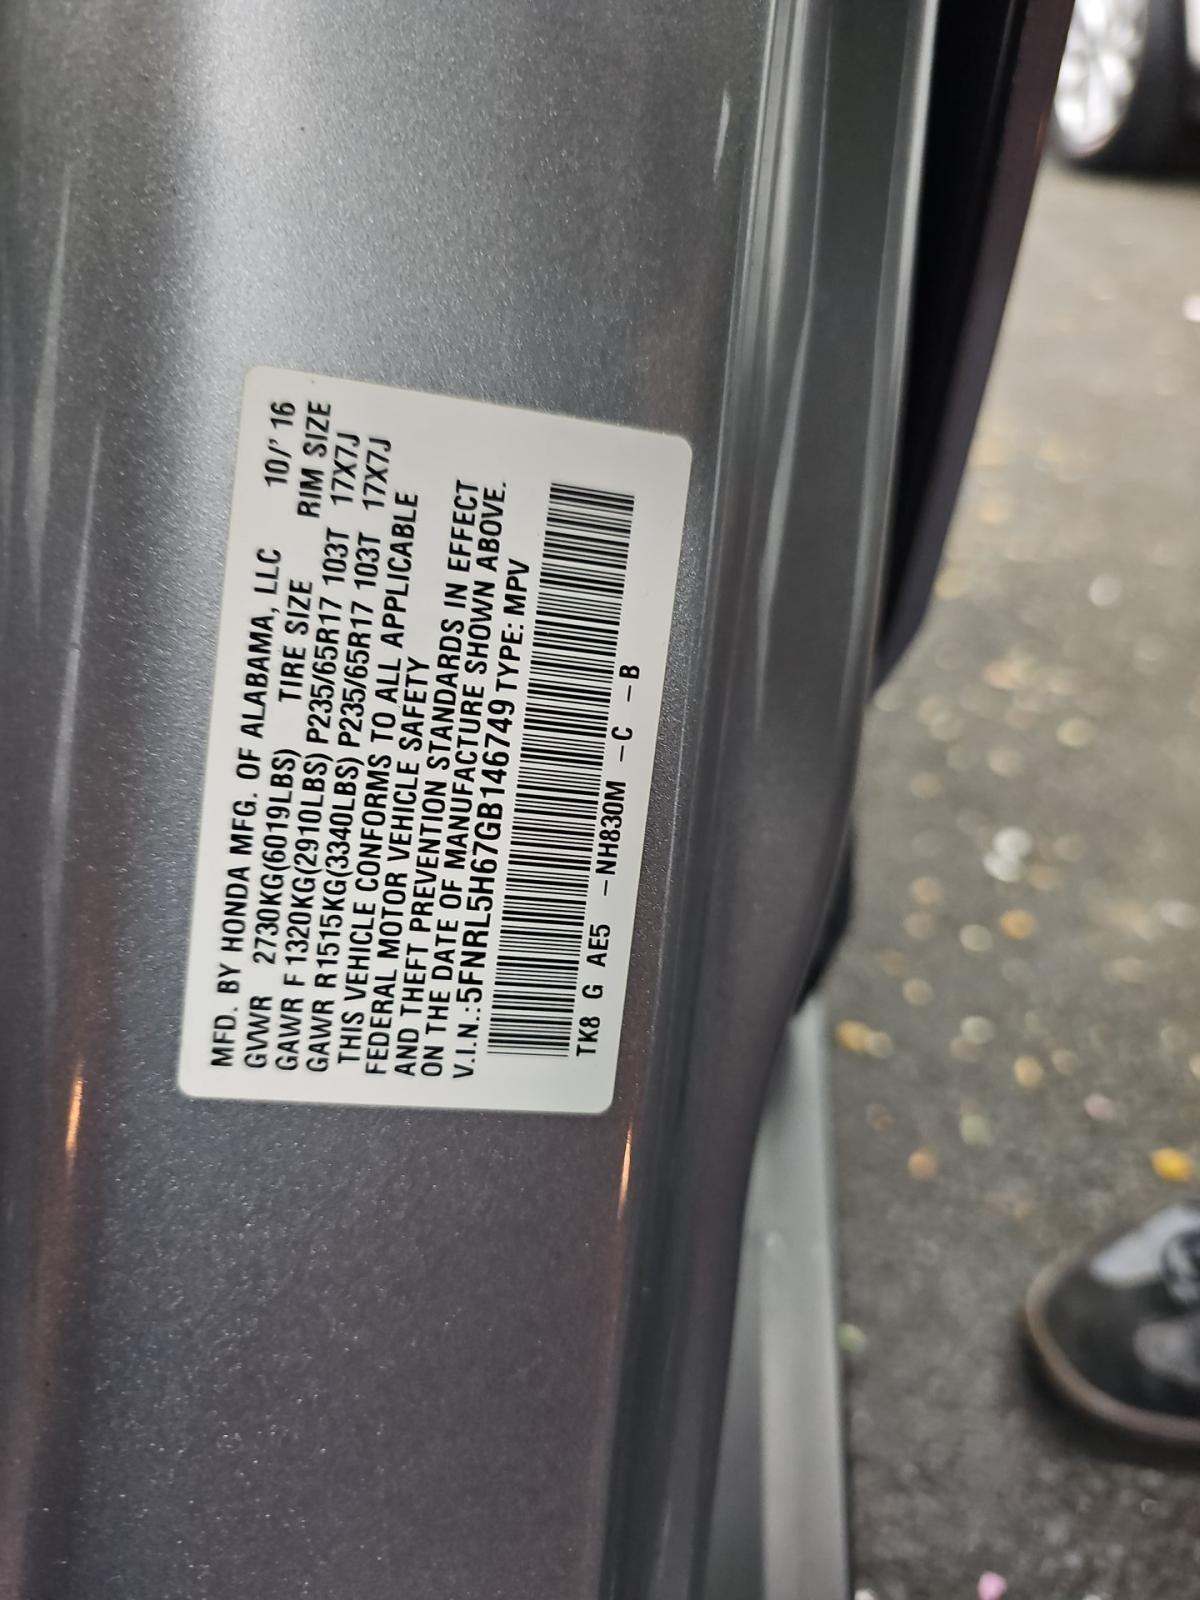 MFD. BY HONDA MFG. OF ALABAMA, LLC 10/' 16
GVWR 2730KG(6019LBS) TIRE SIZE RIM SIZE
GAWR F 1320KG(2910LBS) P235/65R17 103T 17X7J
GAWR R1515KG(3340LBS) P235/65R17 103T 17X7J
THIS VEHICLE CONFORMS TO ALL APPLICABLE
FEDERAL MOTOR VEHICLE SAFETY
AND THEFT PREVENTION STANDARDS IN EFFECT
ON THE DATE OF MANUFACTURE SHOWN ABOVE.
V.I.N.:5FNRL5H67GB146749 TYPE: MPV
TK8 G AE5 -NH830M -C -B